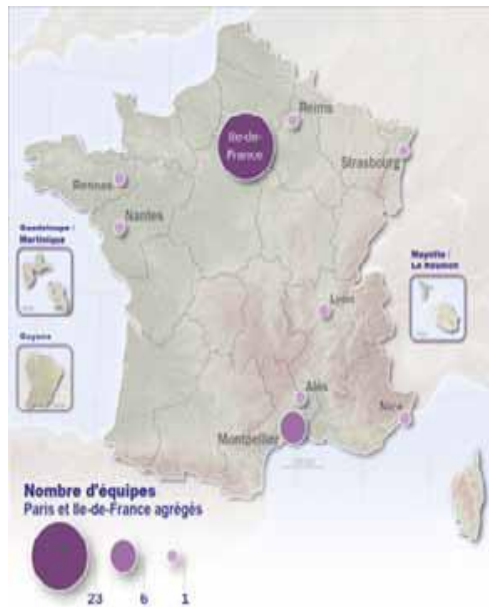 Reims
Ile-de-
France
Strasbourg
Rennes
Nantes
Guadeloupe :
Martinique
Mayotte :
La Réunion
Lyon
Guyane
Alès
Nice
Montpellier
Nombre d'équipes
Paris et Ile-de-France agrégés
23 6 1